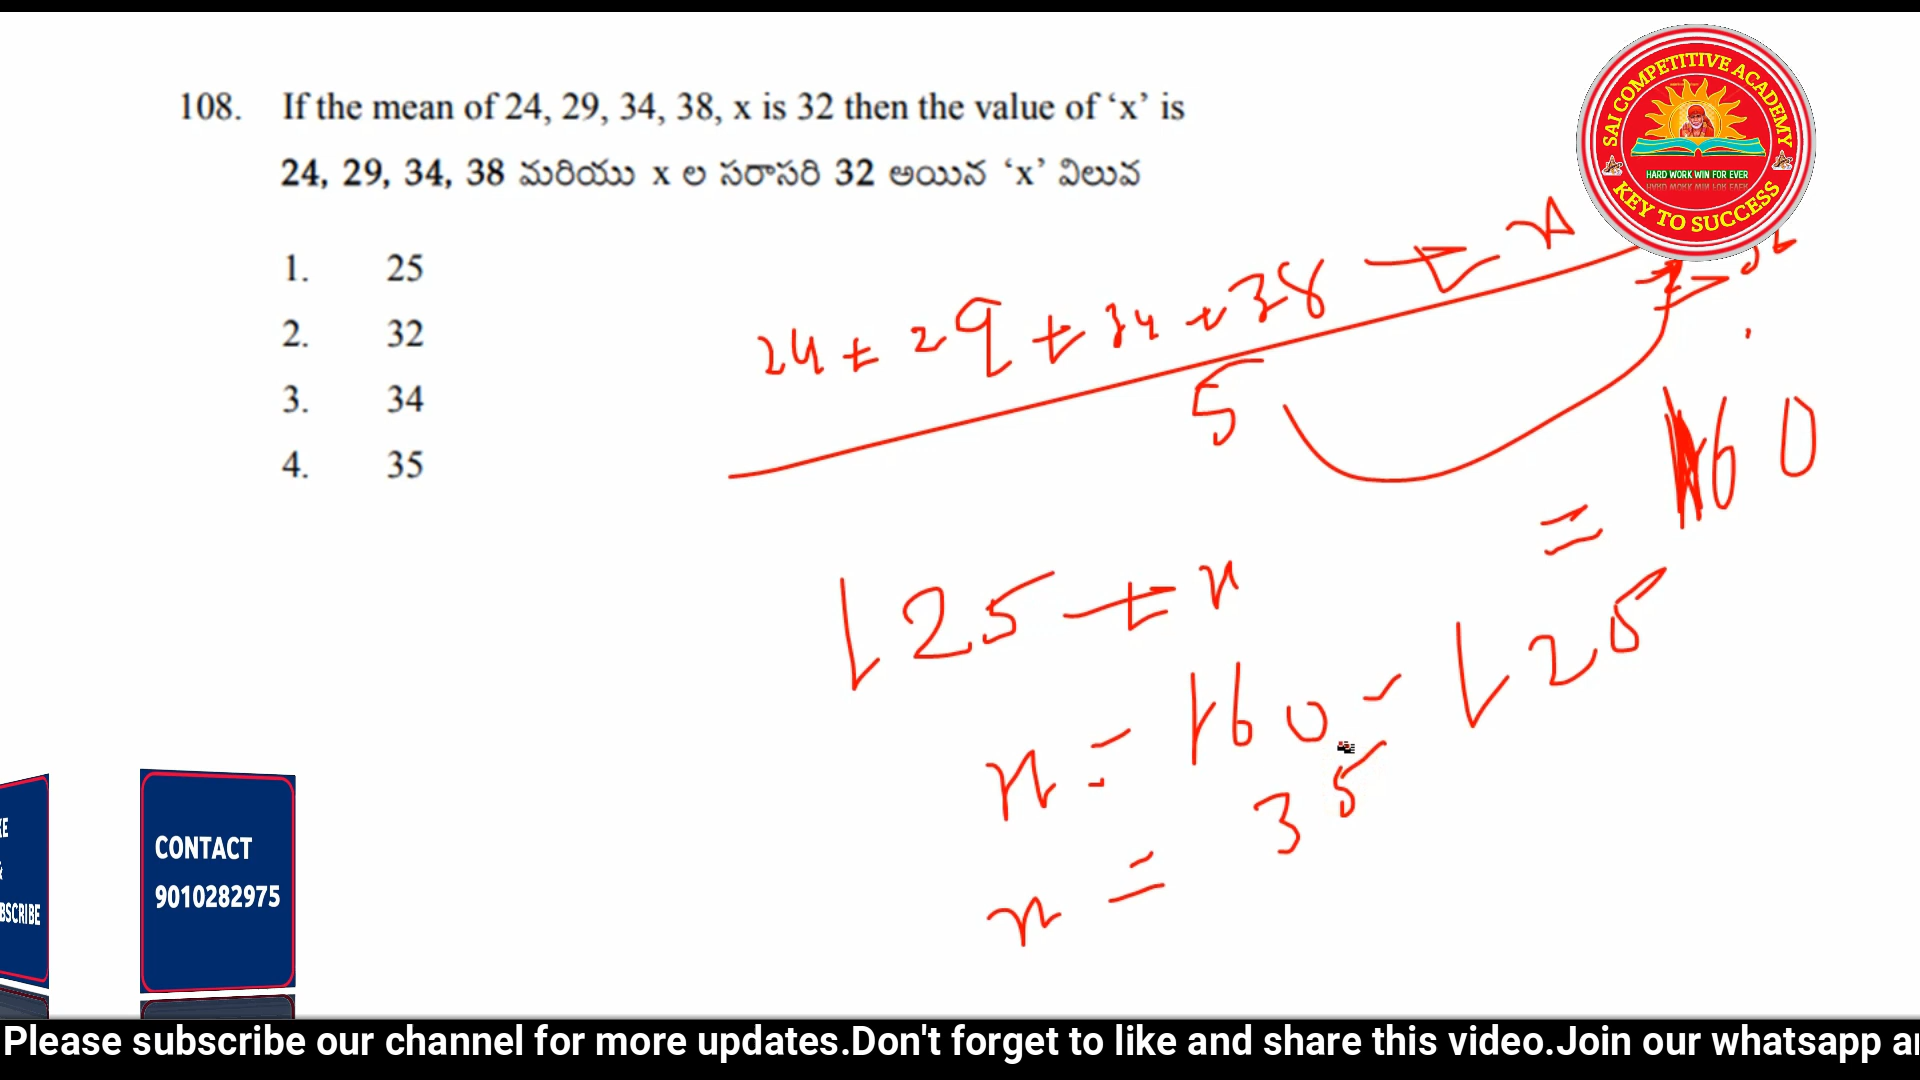 108. If the mean of 24, 29, 34, 38, x is 32 then the value of ‘x’ is
24, 29, 34, 38 మరియు x ల సరాసరి 32 అయిన ‘x’ విలువ
1. 25
2. 32
3. 34
4. 35
SAI COMPETITIVE ACADEMY
HARD WORK WIN FOR EVER
KEY TO SUCCESS
24 + 29 + 34 + 38 + x
5
= 160
125 + x
x = 160 - 125
x = 35
BSCRIBE
CONTACT
9010282975
Please subscribe our channel for more updates.Don't forget to like and share this video.Join our whatsapp